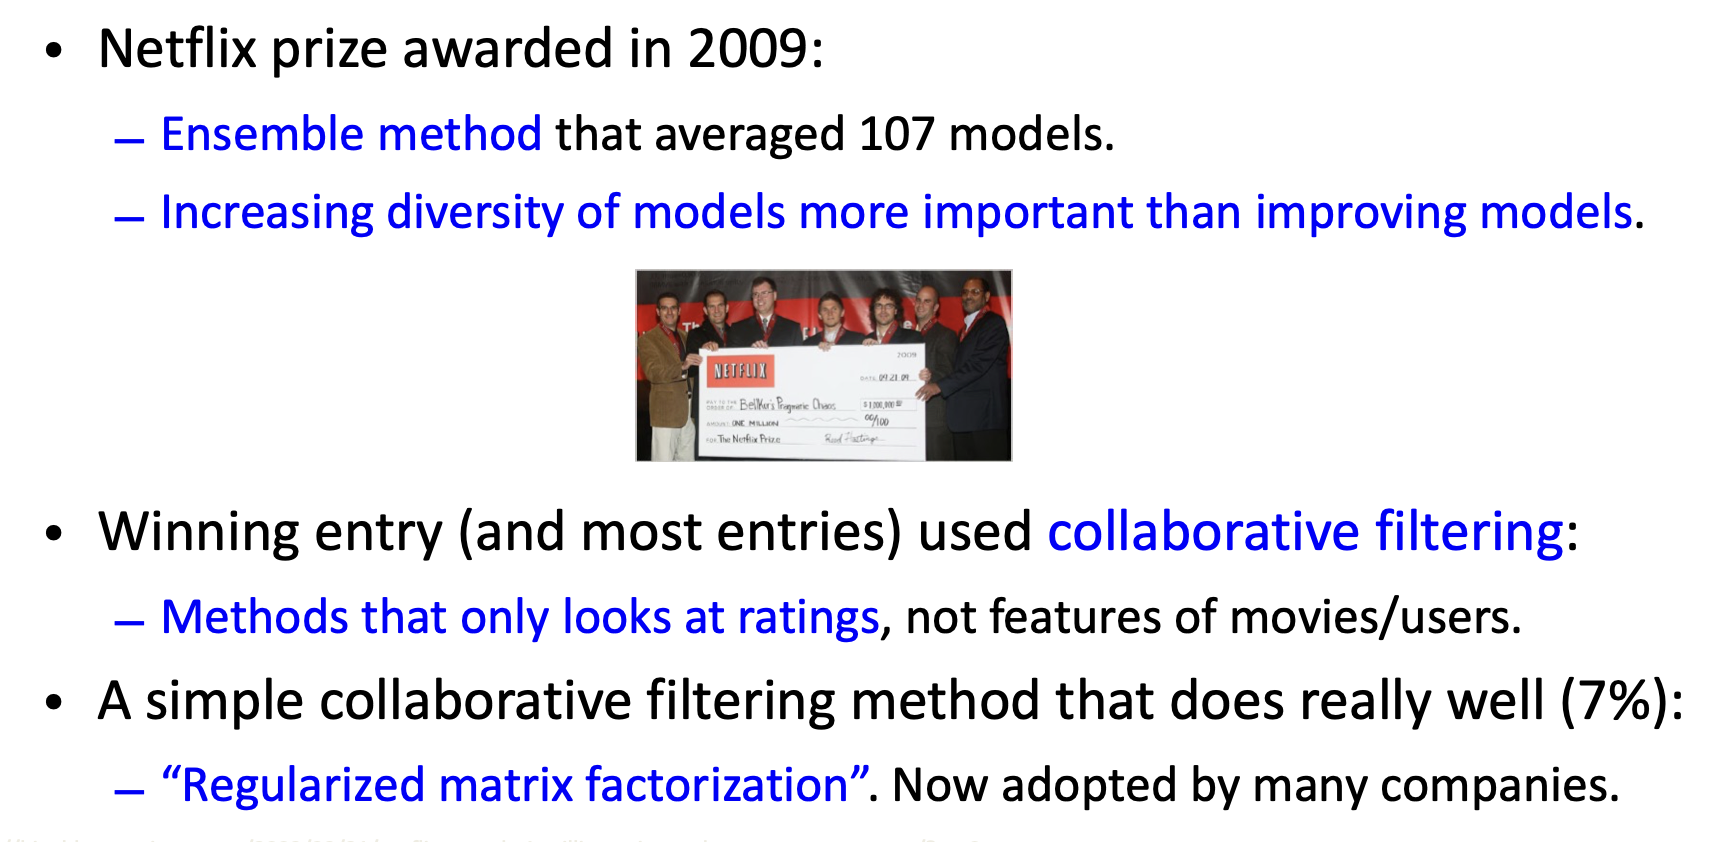 • Netflix prize awarded in 2009:
– Ensemble method that averaged 107 models.
– Increasing diversity of models more important than improving models.
NETFLIX
2009
DATE 09.21.09
PAY TO THE
ORDER OF BellKor's Pragmatic Chaos $1,000,000 00
AMOUNT ONE MILLION 00/100
FOR The Netflix Prize Reed Hastings
• Winning entry (and most entries) used collaborative filtering:
– Methods that only looks at ratings, not features of movies/users.
• A simple collaborative filtering method that does really well (7%):
– “Regularized matrix factorization”. Now adopted by many companies.